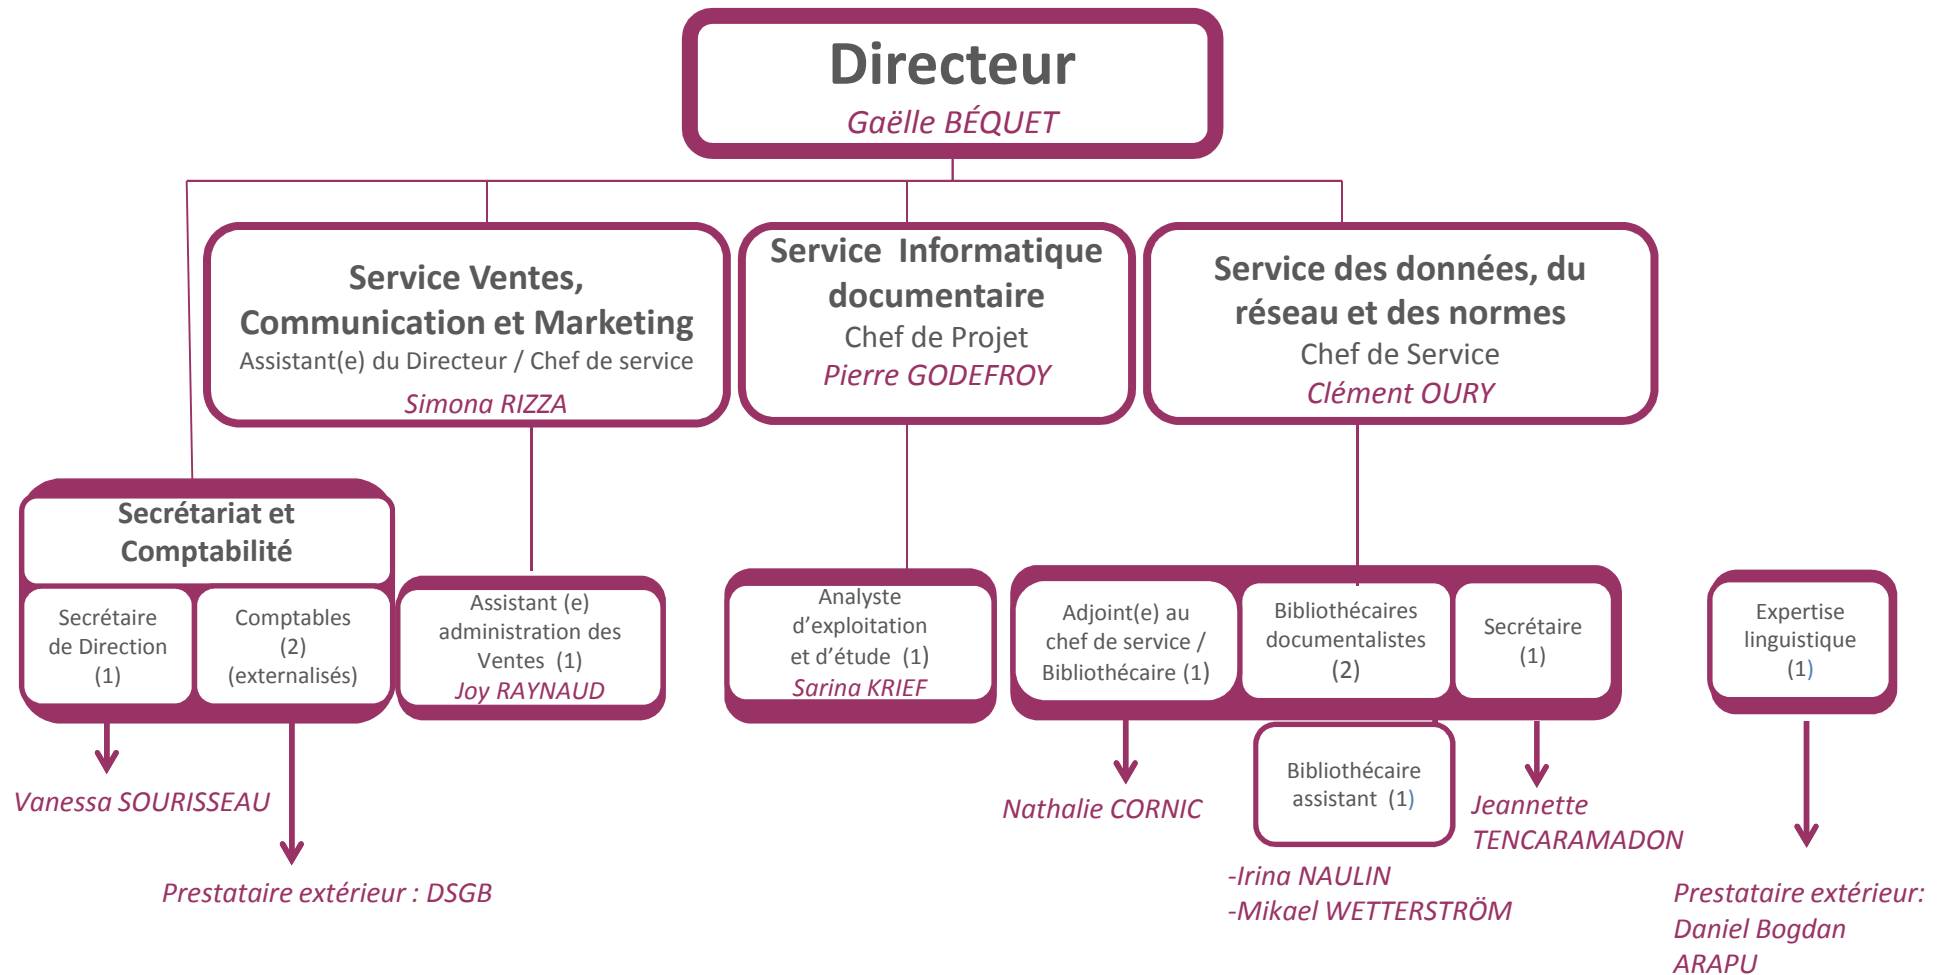 Directeur
Gaëlle BÉQUET
Service Ventes,
Communication et Marketing
Assistant(e) du Directeur / Chef de service
Simona RIZZA
Service Informatique
documentaire
Chef de Projet
Pierre GODEFROY
Service des données, du
réseau et des normes
Chef de Service
Clément OURY
Secrétariat et
Comptabilité
Secrétaire
de Direction
(1)
Comptables
(2)
(externalisés)
Assistant (e)
administration des
Ventes (1)
Joy RAYNAUD
Analyste
d’exploitation
et d’étude (1)
Sarina KRIEF
Adjoint(e) au
chef de service /
Bibliothécaire (1)
Bibliothécaires
documentalistes
(2)
Secrétaire
(1)
Expertise
linguistique
(1)
Bibliothécaire
assistant (1)
Vanessa SOURISSEAU
Prestataire extérieur : DSGB
Nathalie CORNIC
-Irina NAULIN
-Mikael WETTERSTRÖM
Jeannette
TENCARAMADON
Prestataire extérieur:
Daniel Bogdan
ARAPU